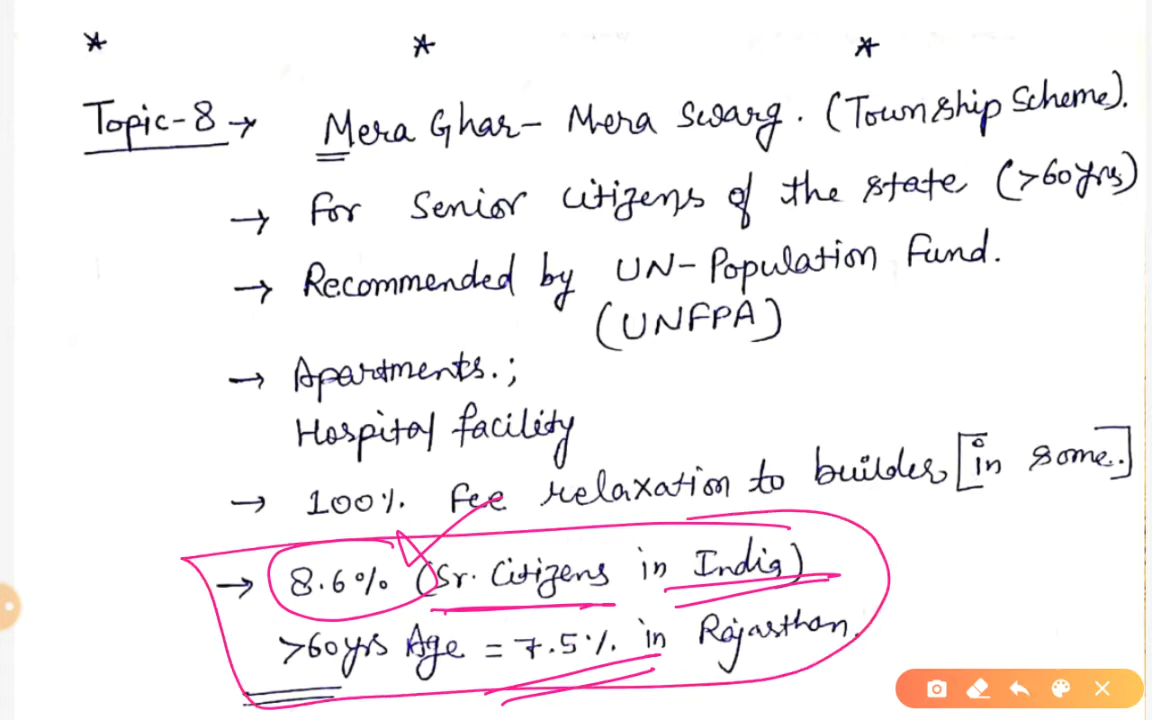 * * *
Topic-8 → Mera Ghar- Mera Swarg. (Township Scheme).
→ For Senior Citizens of the state (>60yrs)
→ Recommended by UN-Population Fund.
(UNFPA)
→ Apartments.;
Hospital facility
→ 100% Fee relaxation to builder [in some.]
→ 8.6% (Sr. Citizens in India)
>60yrs Age = 7.5% in Rajasthan.